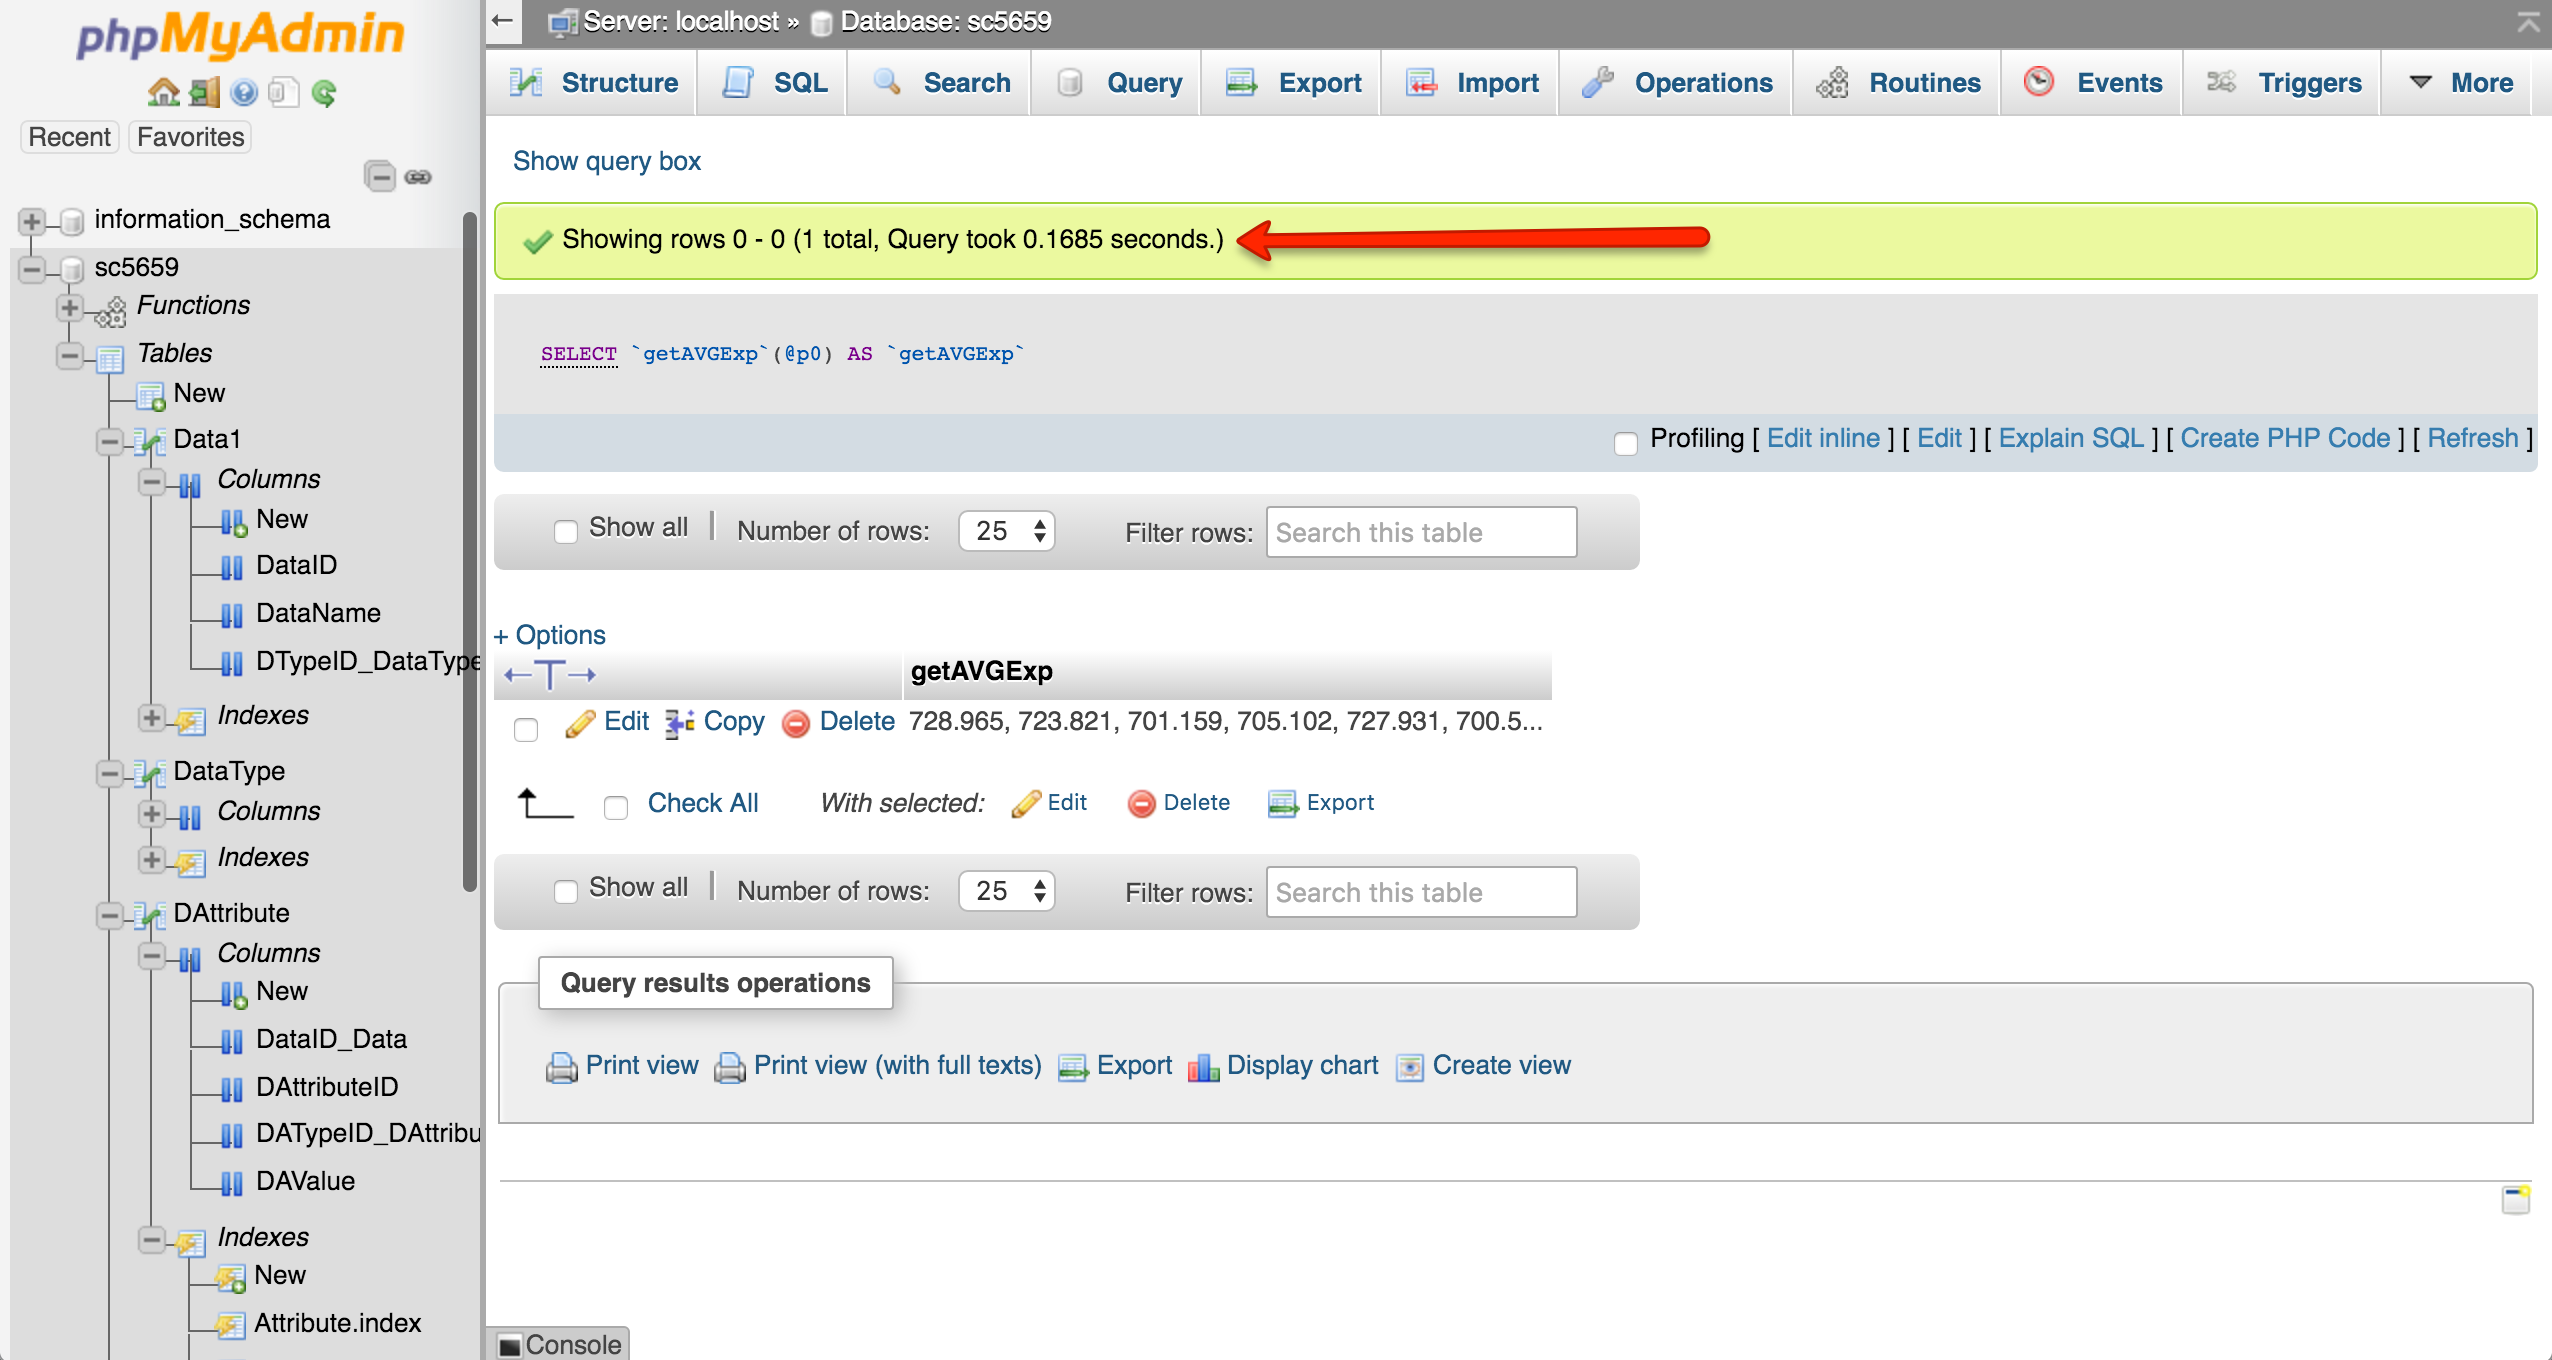 phpMyAdmin
Recent Favorites
information_schema
sc5659
Functions
Tables
New
Data1
Columns
New
DataID
DataName
DTypeID_DataType
Indexes
DataType
Columns
Indexes
DAttribute
Columns
New
DataID_Data
DAttributeID
DATypeID_DAttribu
DAValue
Indexes
New
Attribute.index
← Server: localhost » Database: sc5659
Structure SQL Search Query Export Import Operations Routines Events Triggers More
Show query box
Showing rows 0 - 0 (1 total, Query took 0.1685 seconds.)
SELECT `getAVGExp`(@p0) AS `getAVGExp`
Profiling [ Edit inline ] [ Edit ] [ Explain SQL ] [ Create PHP Code ] [ Refresh ]
Show all | Number of rows: 25 Filter rows: Search this table
+ Options
←T→ getAVGExp
Edit Copy Delete 728.965, 723.821, 701.159, 705.102, 727.931, 700.5...
Check All With selected: Edit Delete Export
Show all | Number of rows: 25 Filter rows: Search this table
Query results operations
Print view Print view (with full texts) Export Display chart Create view
Console